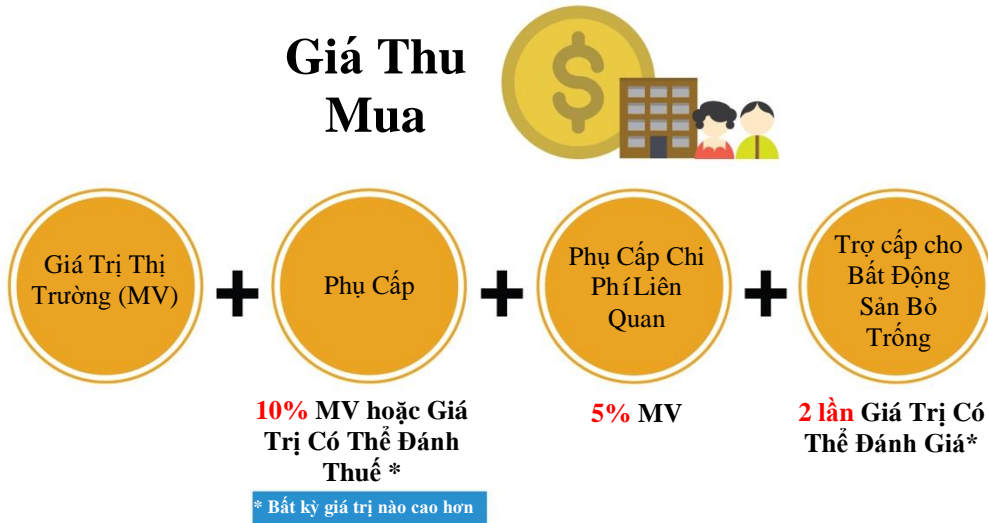 Giá Thu
Mua
$
Giá Trị Thị
Trường (MV)
+
Phụ Cấp
+
Phụ Cấp Chi
Phí Liên
Quan
+
Trợ cấp cho
Bất Động
Sản Bỏ
Trống
10% MV hoặc Giá
Trị Có Thể Đánh
Thuế *
* Bất kỳ giá trị nào cao hơn
5% MV
2 lần Giá Trị Có
Thể Đánh Giá*